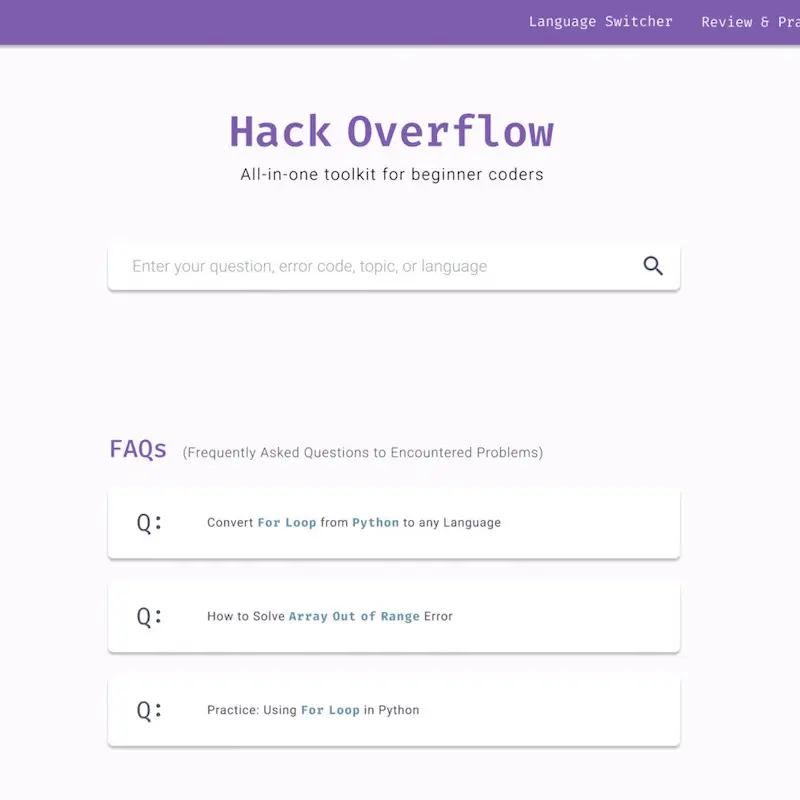 Language Switcher Review & Pra
Hack Overflow
All-in-one toolkit for beginner coders
Enter your question, error code, topic, or language
FAQs (Frequently Asked Questions to Encountered Problems)
Q: Convert For Loop from Python to any Language
Q: How to Solve Array Out of Range Error
Q: Practice: Using For Loop in Python